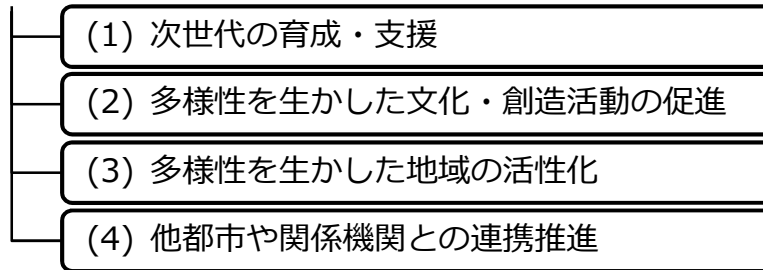 (1) 次世代の育成・支援
(2) 多様性を生かした文化・創造活動の促進
(3) 多様性を生かした地域の活性化
(4) 他都市や関係機関との連携推進